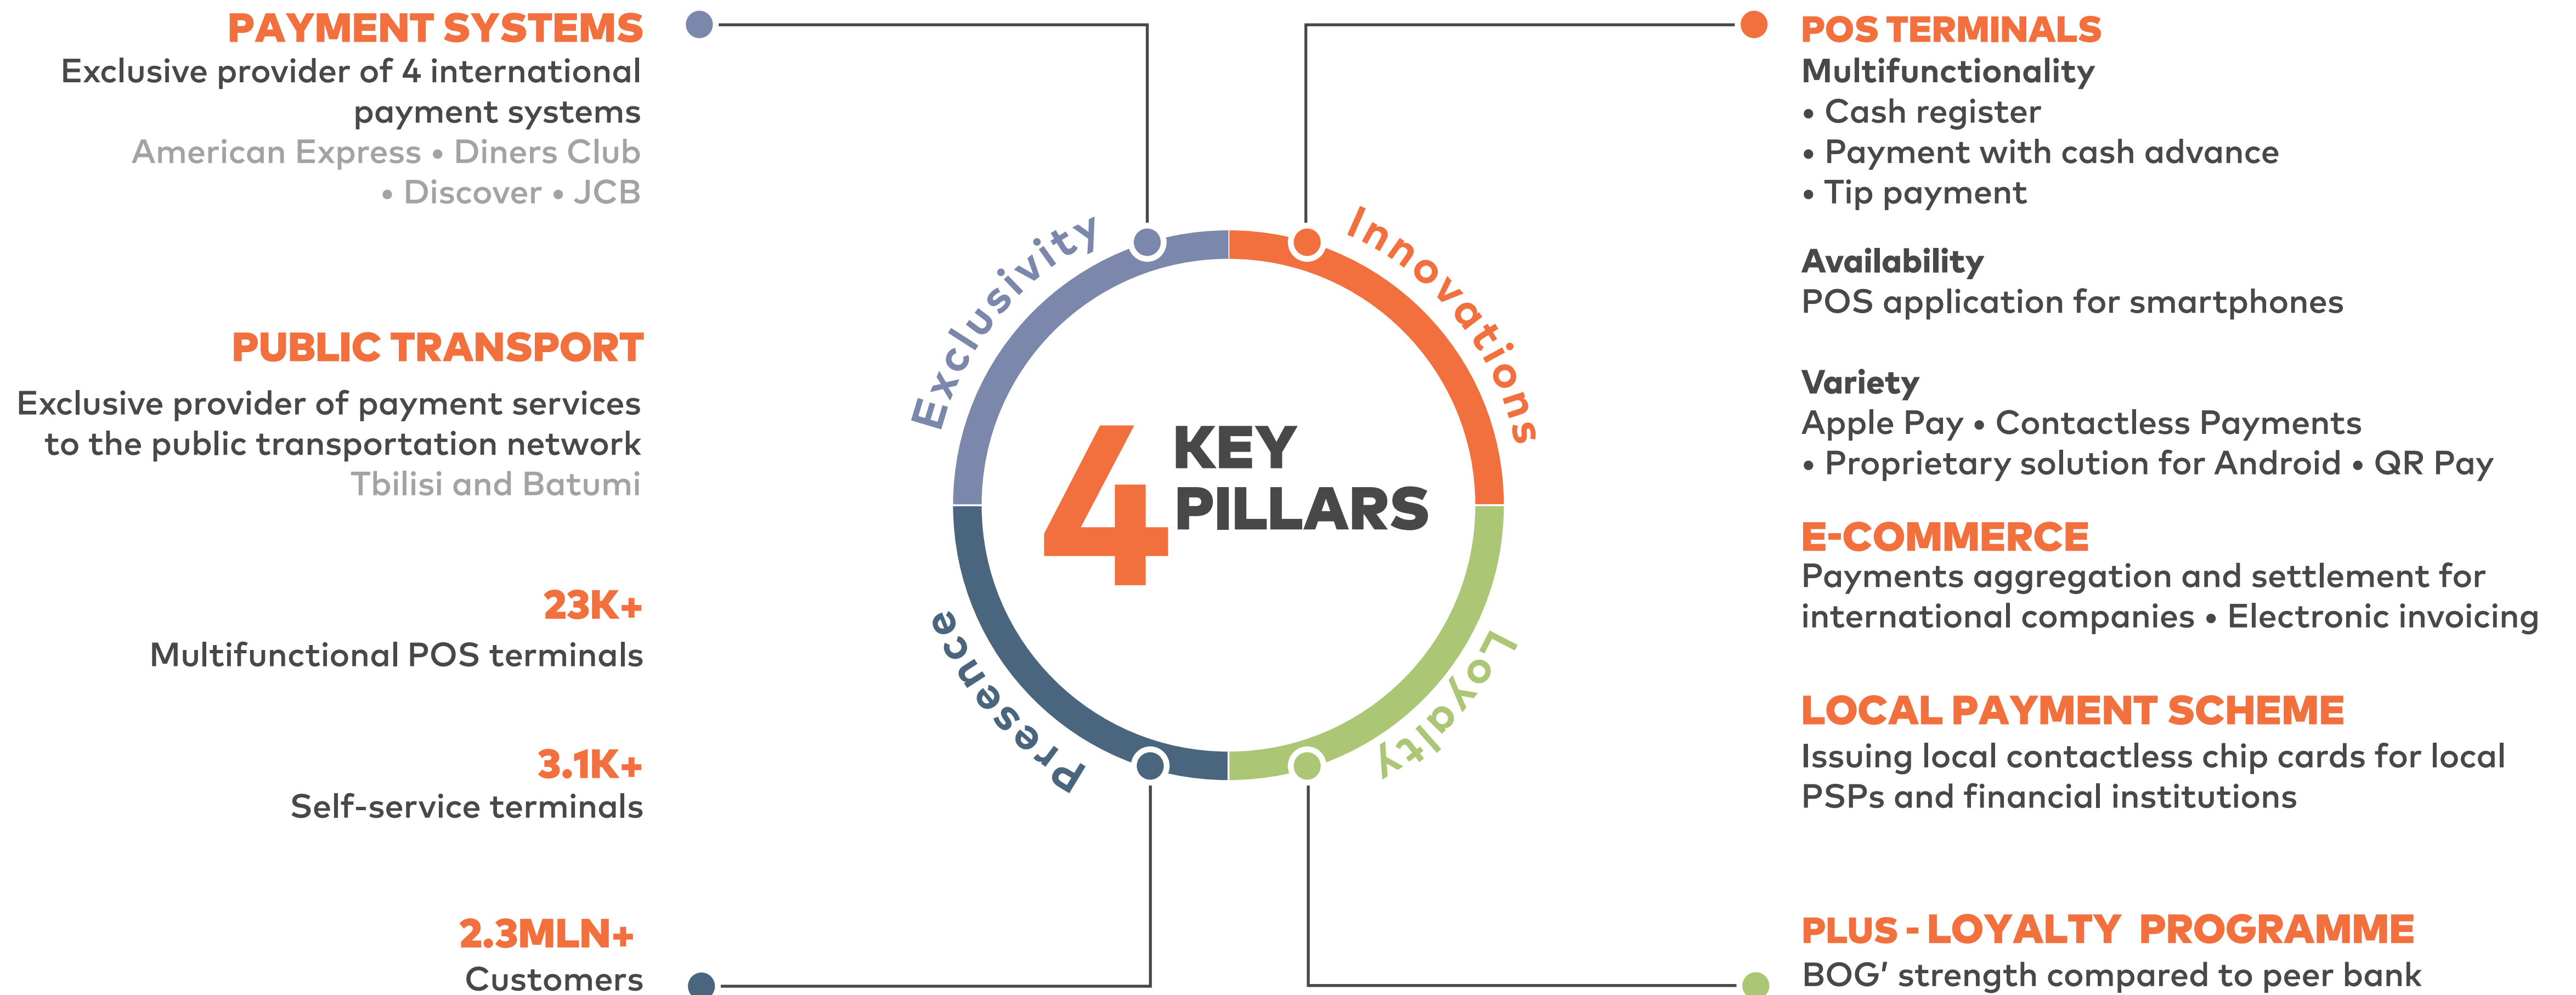 PAYMENT SYSTEMS
Exclusive provider of 4 international
payment systems
American Express • Diners Club
• Discover • JCB
PUBLIC TRANSPORT
Exclusive provider of payment services
to the public transportation network
Tbilisi and Batumi
23K+
Multifunctional POS terminals
3.1K+
Self-service terminals
2.3MLN+
Customers
Exclusivity
Innovations
4 KEY
PILLARS
Presence
Loyalty
POS TERMINALS
Multifunctionality
• Cash register
• Payment with cash advance
• Tip payment
Availability
POS application for smartphones
Variety
Apple Pay • Contactless Payments
• Proprietary solution for Android • QR Pay
E-COMMERCE
Payments aggregation and settlement for
international companies • Electronic invoicing
LOCAL PAYMENT SCHEME
Issuing local contactless chip cards for local
PSPs and financial institutions
PLUS - LOYALTY PROGRAMME
BOG’ strength compared to peer bank